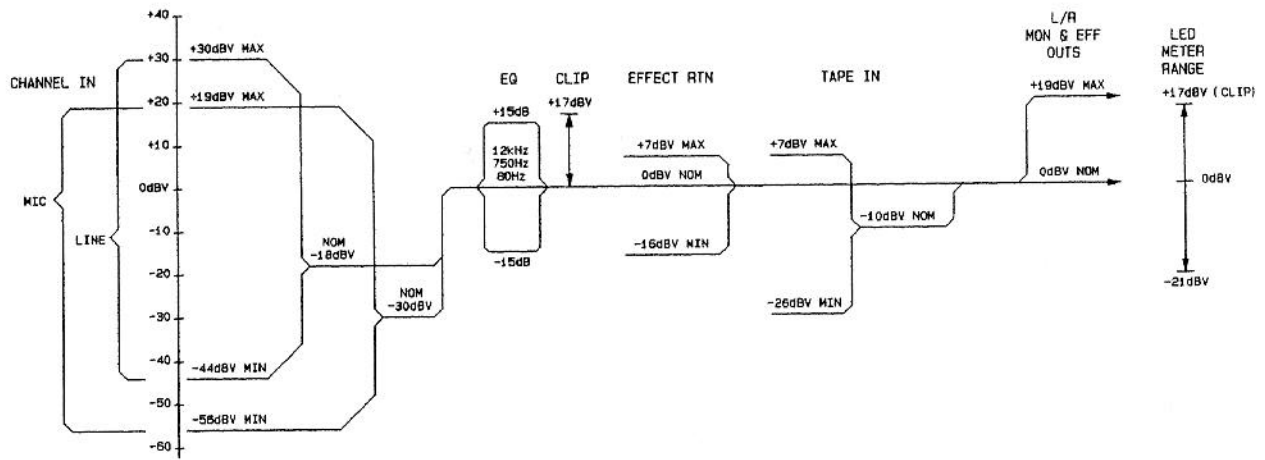 CHANNEL IN
MIC
LINE
+40
+30
+20
+10
0dBV
-10
-20
-30
-40
-50
-60
+30dBV MAX
+19dBV MAX
-44dBV MIN
-56dBV MIN
NOM
-18dBV
NOM
-30dBV
EQ
+15dB
12kHz
750Hz
80Hz
-15dB
CLIP
+17dBV
EFFECT RTN
+7dBV MAX
0dBV NOM
-16dBV MIN
TAPE IN
+7dBV MAX
-10dBV NOM
-26dBV MIN
L/R
MON & EFF
OUTS
+19dBV MAX
0dBV NOM
LED
METER
RANGE
+17dBV (CLIP)
0dBV
-21dBV